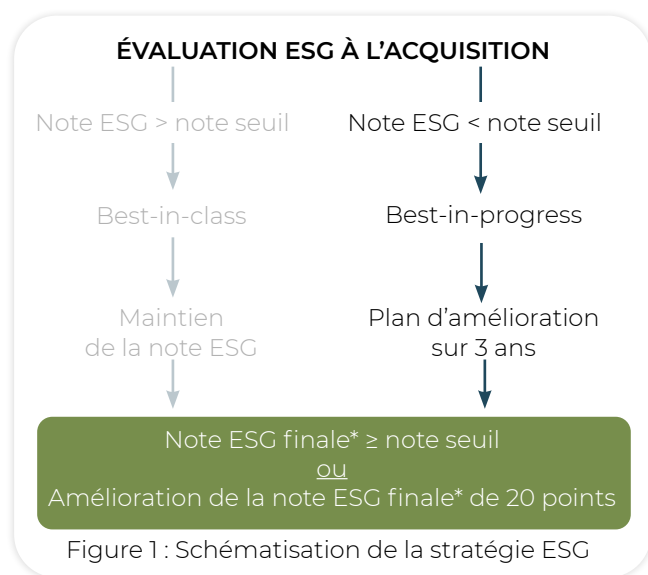 ÉVALUATION ESG À L’ACQUISITION
Note ESG > note seuil
Note ESG < note seuil
Best-in-class
Best-in-progress
Maintien
de la note ESG
Plan d’amélioration
sur 3 ans
Note ESG finale* ≥ note seuil
ou
Amélioration de la note ESG finale* de 20 points
Figure 1 : Schématisation de la stratégie ESG